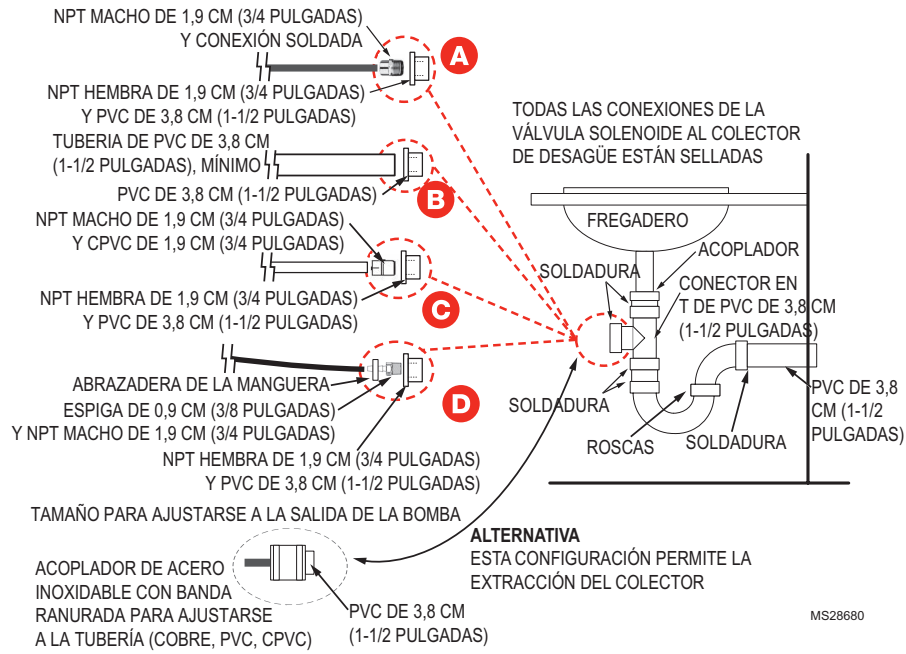 NPT MACHO DE 1,9 CM (3/4 PULGADAS)
Y CONEXIÓN SOLDADA
A
NPT HEMBRA DE 1,9 CM (3/4 PULGADAS)
Y PVC DE 3,8 CM (1-1/2 PULGADAS)
TUBERIA DE PVC DE 3,8 CM
(1-1/2 PULGADAS), MÍNIMO
PVC DE 3,8 CM (1-1/2 PULGADAS)
B
NPT MACHO DE 1,9 CM (3/4 PULGADAS)
Y CPVC DE 1,9 CM (3/4 PULGADAS)
NPT HEMBRA DE 1,9 CM (3/4 PULGADAS)
Y PVC DE 3,8 CM (1-1/2 PULGADAS)
C
ABRAZADERA DE LA MANGUERA
ESPIGA DE 0,9 CM (3/8 PULGADAS)
Y NPT MACHO DE 1,9 CM (3/4 PULGADAS)
D
NPT HEMBRA DE 1,9 CM (3/4 PULGADAS)
Y PVC DE 3,8 CM (1-1/2 PULGADAS)
TODAS LAS CONEXIONES DE LA
VÁLVULA SOLENOIDE AL COLECTOR
DE DESAGÜE ESTÁN SELLADAS
FREGADERO
ACOPLADOR
SOLDADURA
CONECTOR EN
T DE PVC DE 3,8 CM
(1-1/2 PULGADAS)
SOLDADURA
ROSCAS
SOLDADURA
PVC DE 3,8
CM (1-1/2
PULGADAS)
TAMAÑO PARA AJUSTARSE A LA SALIDA DE LA BOMBA
ALTERNATIVA
ESTA CONFIGURACIÓN PERMITE LA
EXTRACCIÓN DEL COLECTOR
ACOPLADOR DE ACERO
INOXIDABLE CON BANDA
RANURADA PARA AJUSTARSE
A LA TUBERÍA (COBRE, PVC, CPVC)
PVC DE 3,8 CM
(1-1/2 PULGADAS)
MS28680